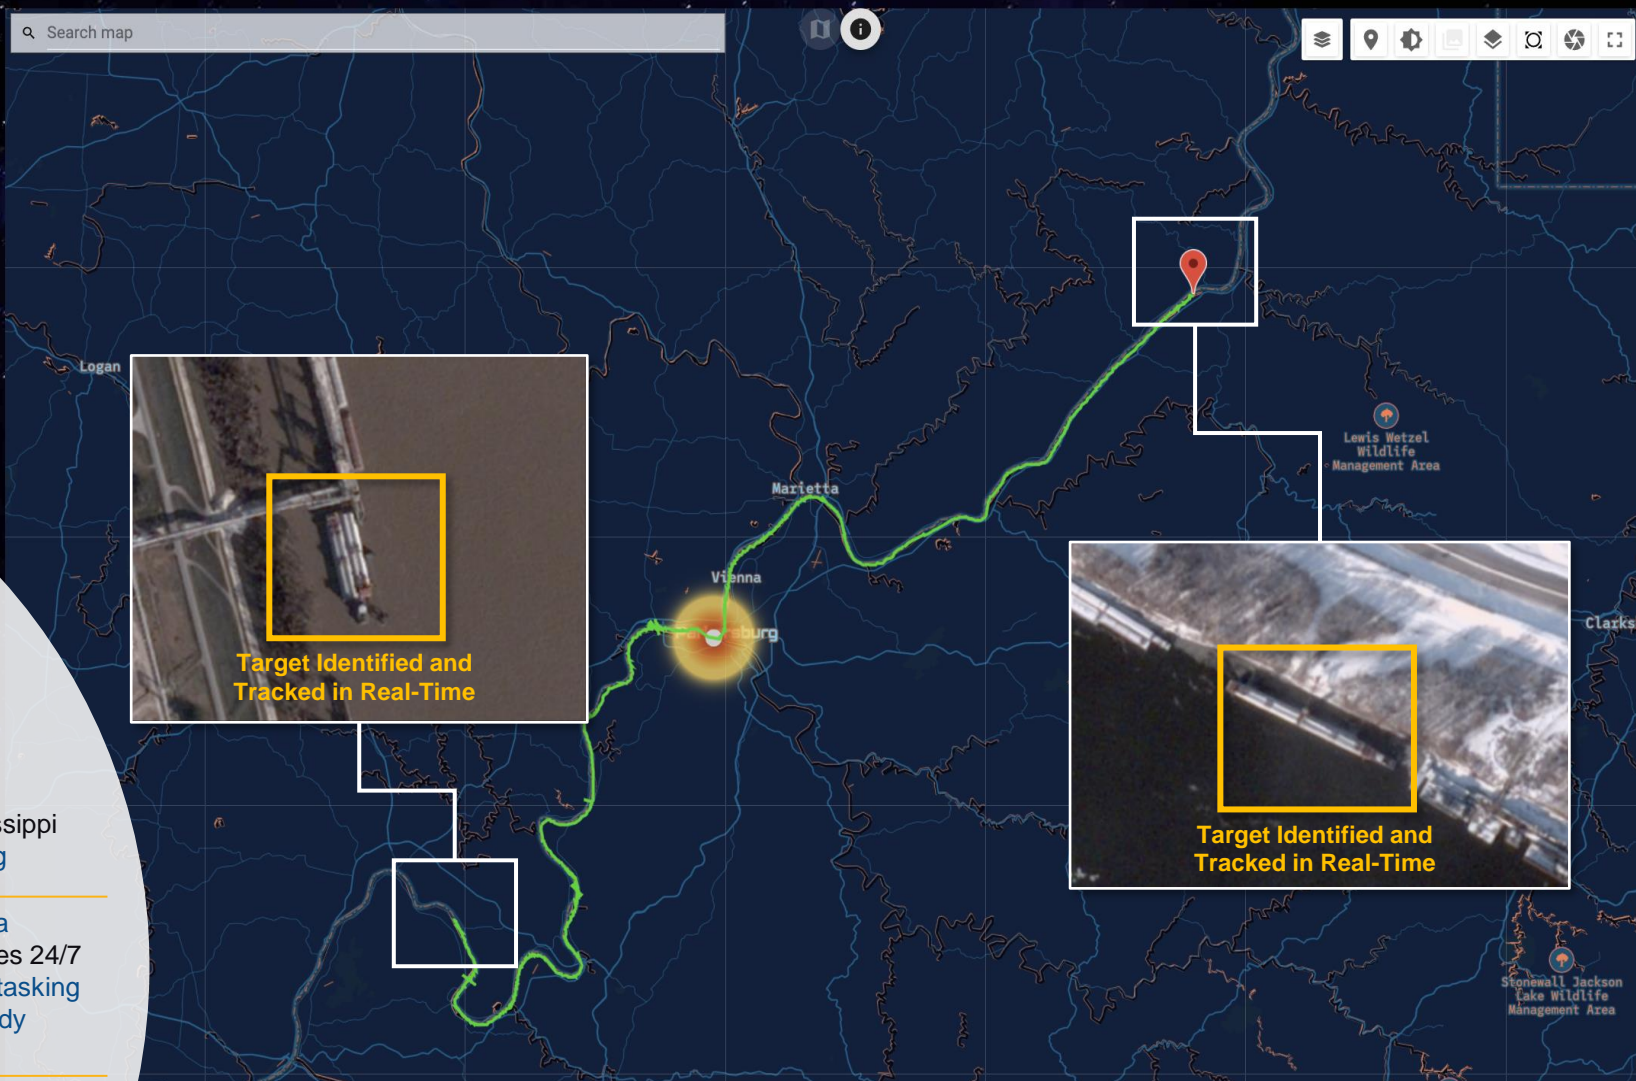 Search map
Logan
Marietta
Vienna
Lewis Wetzel
Wildlife
Management Area
Target Identified and
Tracked in Real-Time
Clarks
Target Identified and
Tracked in Real-Time
ssippi
g
a
es 24/7
tasking
dy
Stonewall Jackson
Lake Wildlife
Management Area